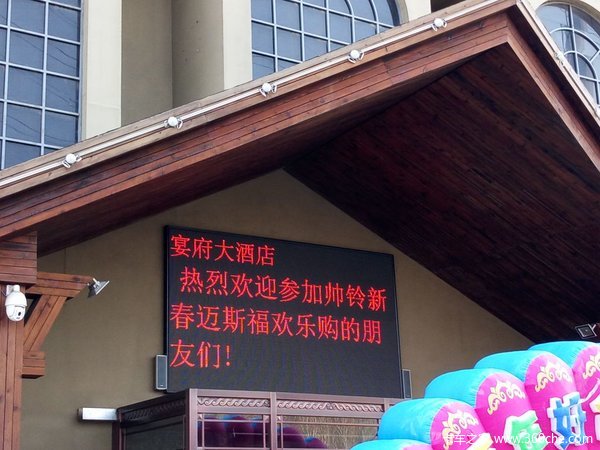 宴府大酒店
热烈欢迎参加帅铃新
春迈斯福欢乐购的朋
友们!
好